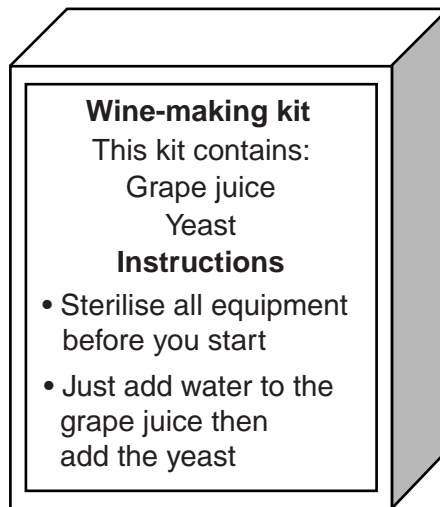 Wine-making kit
This kit contains:
Grape juice
Yeast
Instructions
• Sterilise all equipment
before you start
• Just add water to the
grape juice then
add the yeast